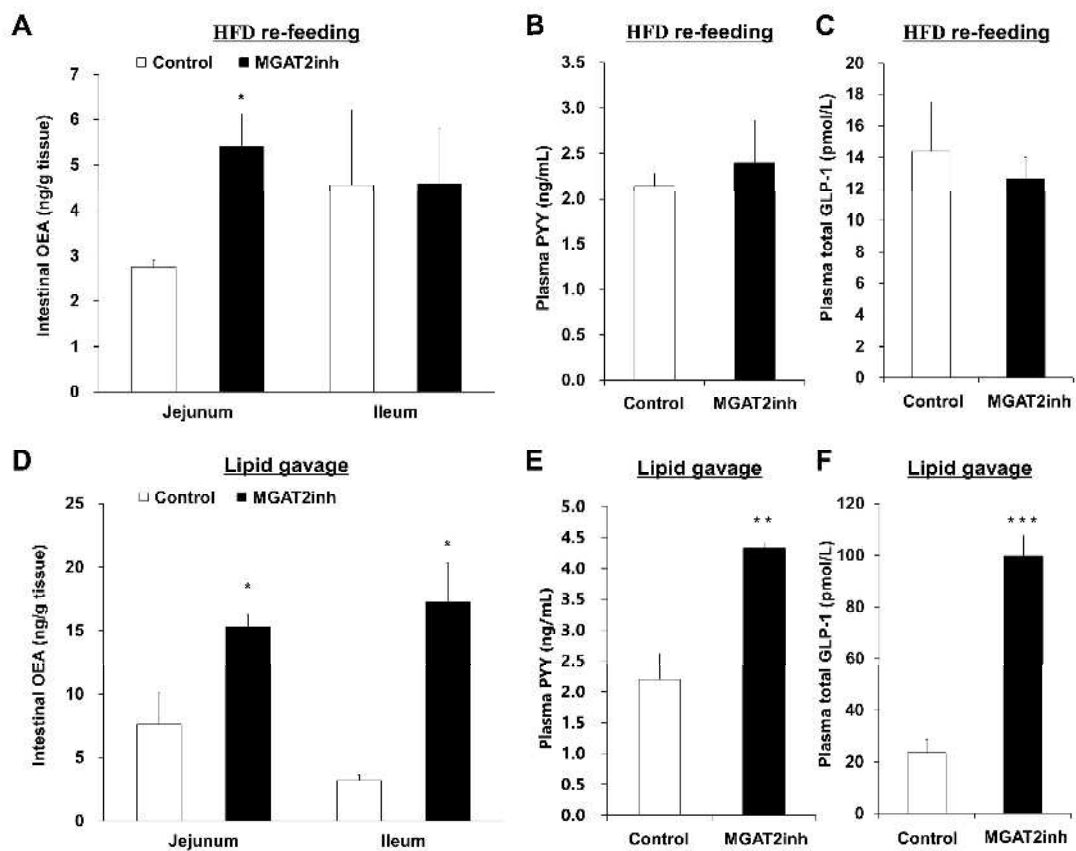 A
HFD re-feeding
Control MGAT2inh
Intestinal OEA (ng/g tissue)
7
6
5
4
3
2
1
0
*
Jejunum Ileum
B
HFD re-feeding
Plasma PYY (ng/mL)
3.5
3.0
2.5
2.0
1.5
1.0
0.5
0.0
Control MGAT2inh
C
HFD re-feeding
Plasma total GLP-1 (pmol/L)
20
18
16
14
12
10
8
6
4
2
0
Control MGAT2inh
D
Lipid gavage
Control MGAT2inh
Intestinal OEA (ng/g tissue)
25
20
15
10
5
0
* *
Jejunum Ileum
E
Lipid gavage
Plasma PYY (ng/mL)
5.0
4.5
4.0
3.5
3.0
2.5
2.0
1.5
1.0
0.5
0.0
**
Control MGAT2inh
F
Lipid gavage
Plasma total GLP-1 (pmol/L)
120
100
80
60
40
20
0
***
Control MGAT2inh